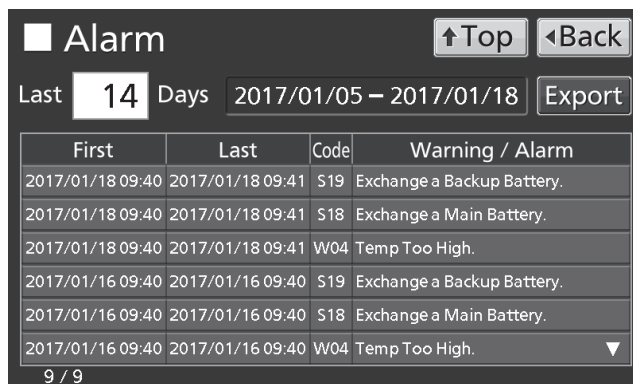 Alarm ↑Top ◂Back
Last 14 Days 2017/01/05 – 2017/01/18 Export
First Last Code Warning / Alarm
2017/01/18 09:40 2017/01/18 09:41 S19 Exchange a Backup Battery.
2017/01/18 09:40 2017/01/18 09:41 S18 Exchange a Main Battery.
2017/01/18 09:40 2017/01/18 09:41 W04 Temp Too High.
2017/01/16 09:40 2017/01/16 09:40 S19 Exchange a Backup Battery.
2017/01/16 09:40 2017/01/16 09:40 S18 Exchange a Main Battery.
2017/01/16 09:40 2017/01/16 09:40 W04 Temp Too High. ▼
9 / 9